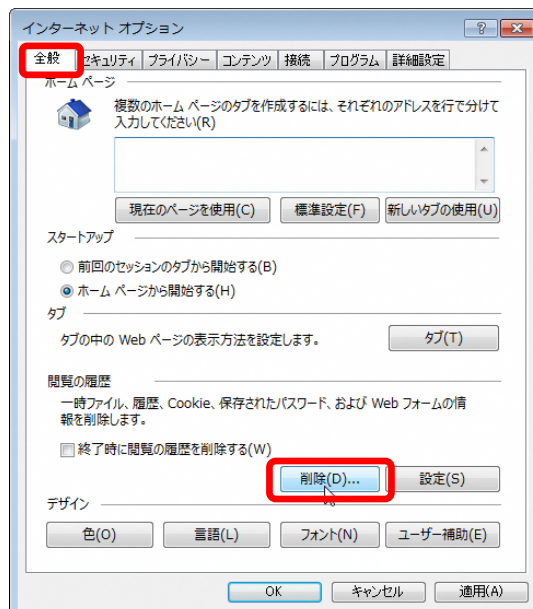 インターネット オプション
全般 セキュリティ プライバシー コンテンツ 接続 プログラム 詳細設定
ホーム ページ
複数のホーム ページのタブを作成するには、それぞれのアドレスを行で分けて
入力してください(R)
現在のページを使用(C) 標準設定(F) 新しいタブの使用(U)
スタートアップ
前回のセッションのタブから開始する(B)
ホーム ページから開始する(H)
タブ
タブの中の Web ページの表示方法を設定します。 タブ(T)
閲覧の履歴
一時ファイル、履歴、Cookie、保存されたパスワード、および Web フォームの情
報を削除します。
終了時に閲覧の履歴を削除する(W)
削除(D)... 設定(S)
デザイン
色(O) 言語(L) フォント(N) ユーザー補助(E)
OK キャンセル 適用(A)